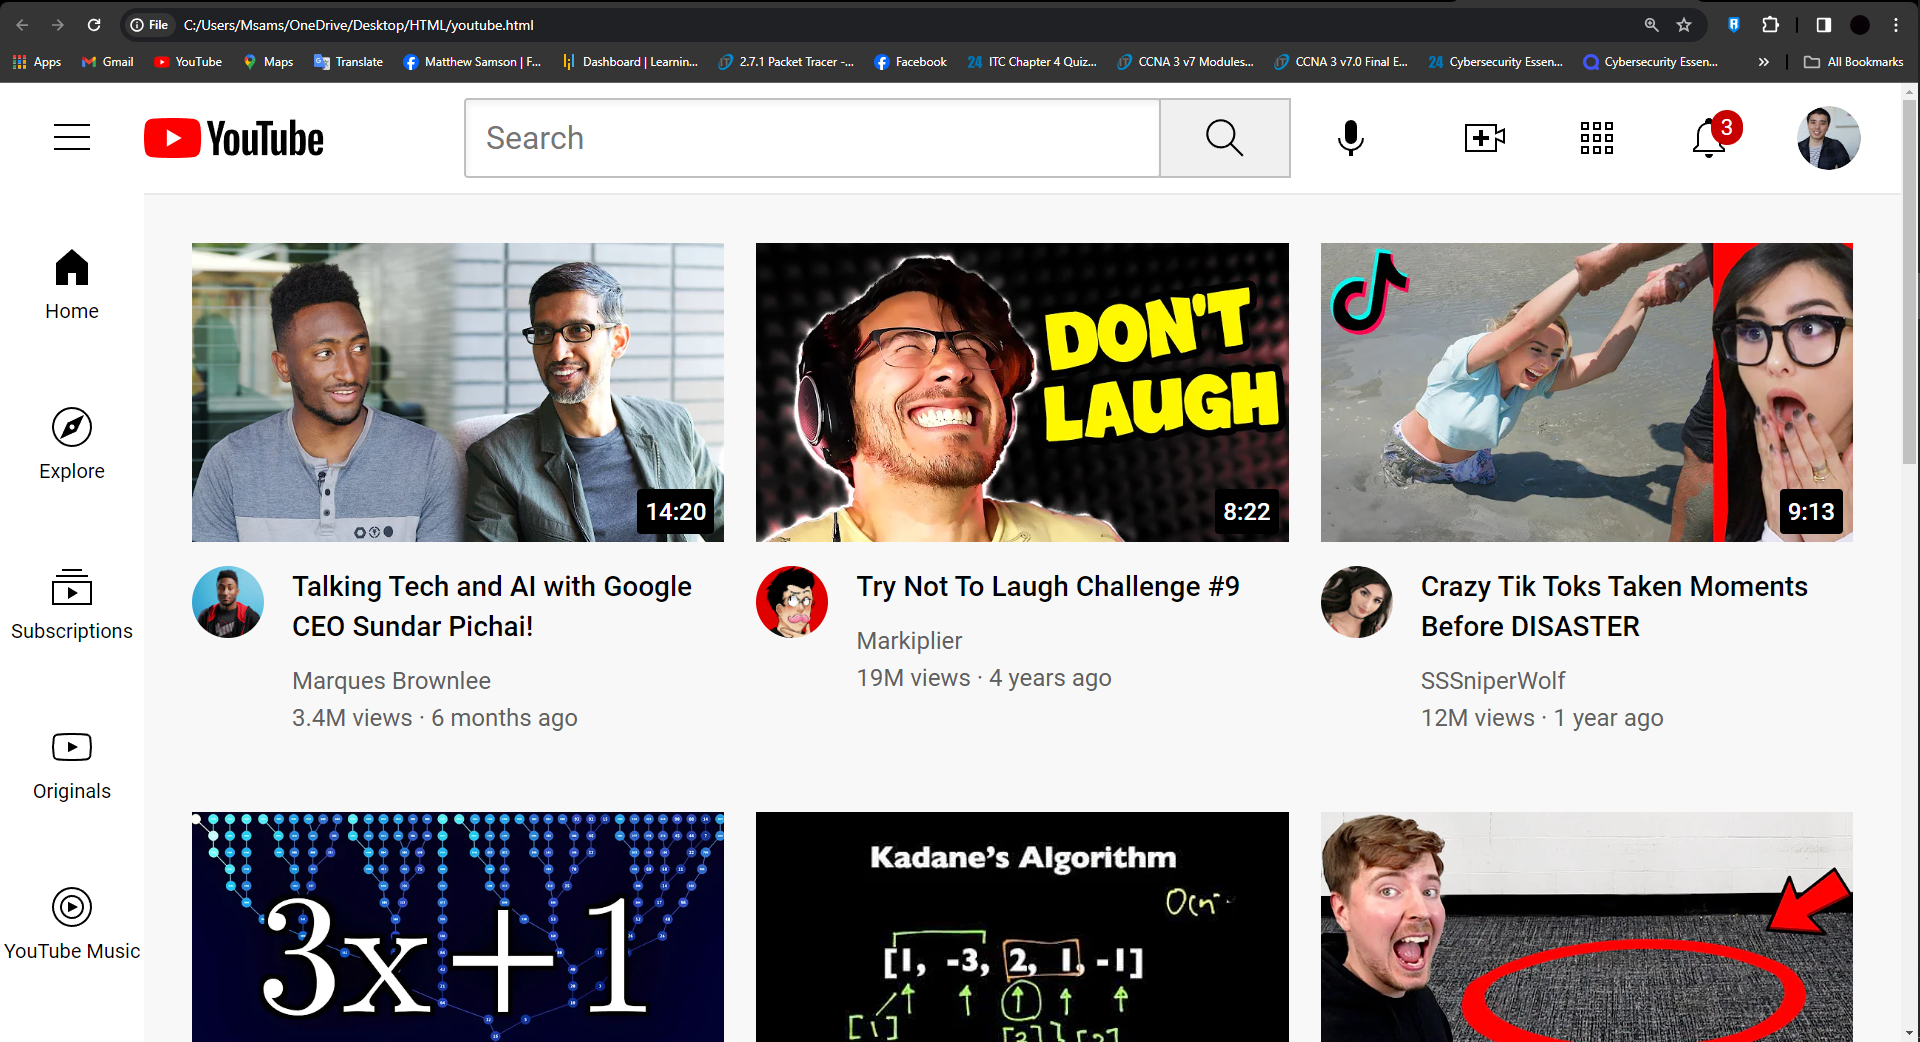 File C:/Users/Msams/OneDrive/Desktop/HTML/youtube.html
Apps Gmail YouTube Maps Translate Matthew Samson | F... Dashboard | Learnin... 2.7.1 Packet Tracer -... Facebook 24 ITC Chapter 4 Quiz... CCNA 3 v7 Modules... CCNA 3 v7.0 Final E... 24 Cybersecurity Essen... Cybersecurity Essen... » All Bookmarks
YouTube Search 3
Home
Explore
Subscriptions
Originals
YouTube Music
14:20
DON'T
LAUGH
8:22
9:13
Talking Tech and AI with Google
CEO Sundar Pichai!
Marques Brownlee
3.4M views · 6 months ago
Try Not To Laugh Challenge #9
Markiplier
19M views · 4 years ago
Crazy Tik Toks Taken Moments
Before DISASTER
SSSniperWolf
12M views · 1 year ago
3x+1
Kadane's Algorithm
O(n)
[1, -3, 2, 1, -1]
[1]